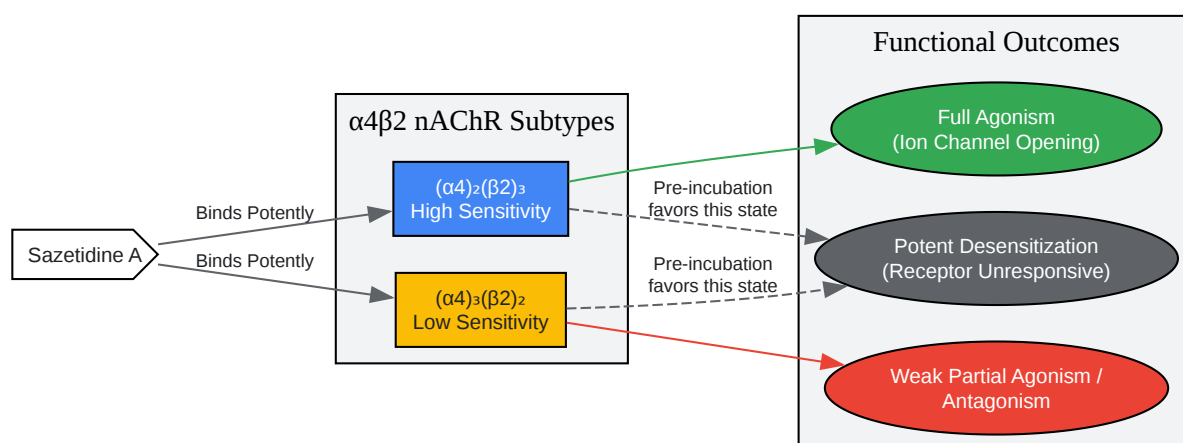 Functional Outcomes
α4β2 nAChR Subtypes
Full Agonism
(Ion Channel Opening)
(α4)₂(β2)₃
High Sensitivity
Pre-incubation
favors this state
Binds Potently
Sazetidine A
Binds Potently
Potent Desensitization
(Receptor Unresponsive)
Pre-incubation
favors this state
(α4)₃(β2)₂
Low Sensitivity
Weak Partial Agonism /
Antagonism